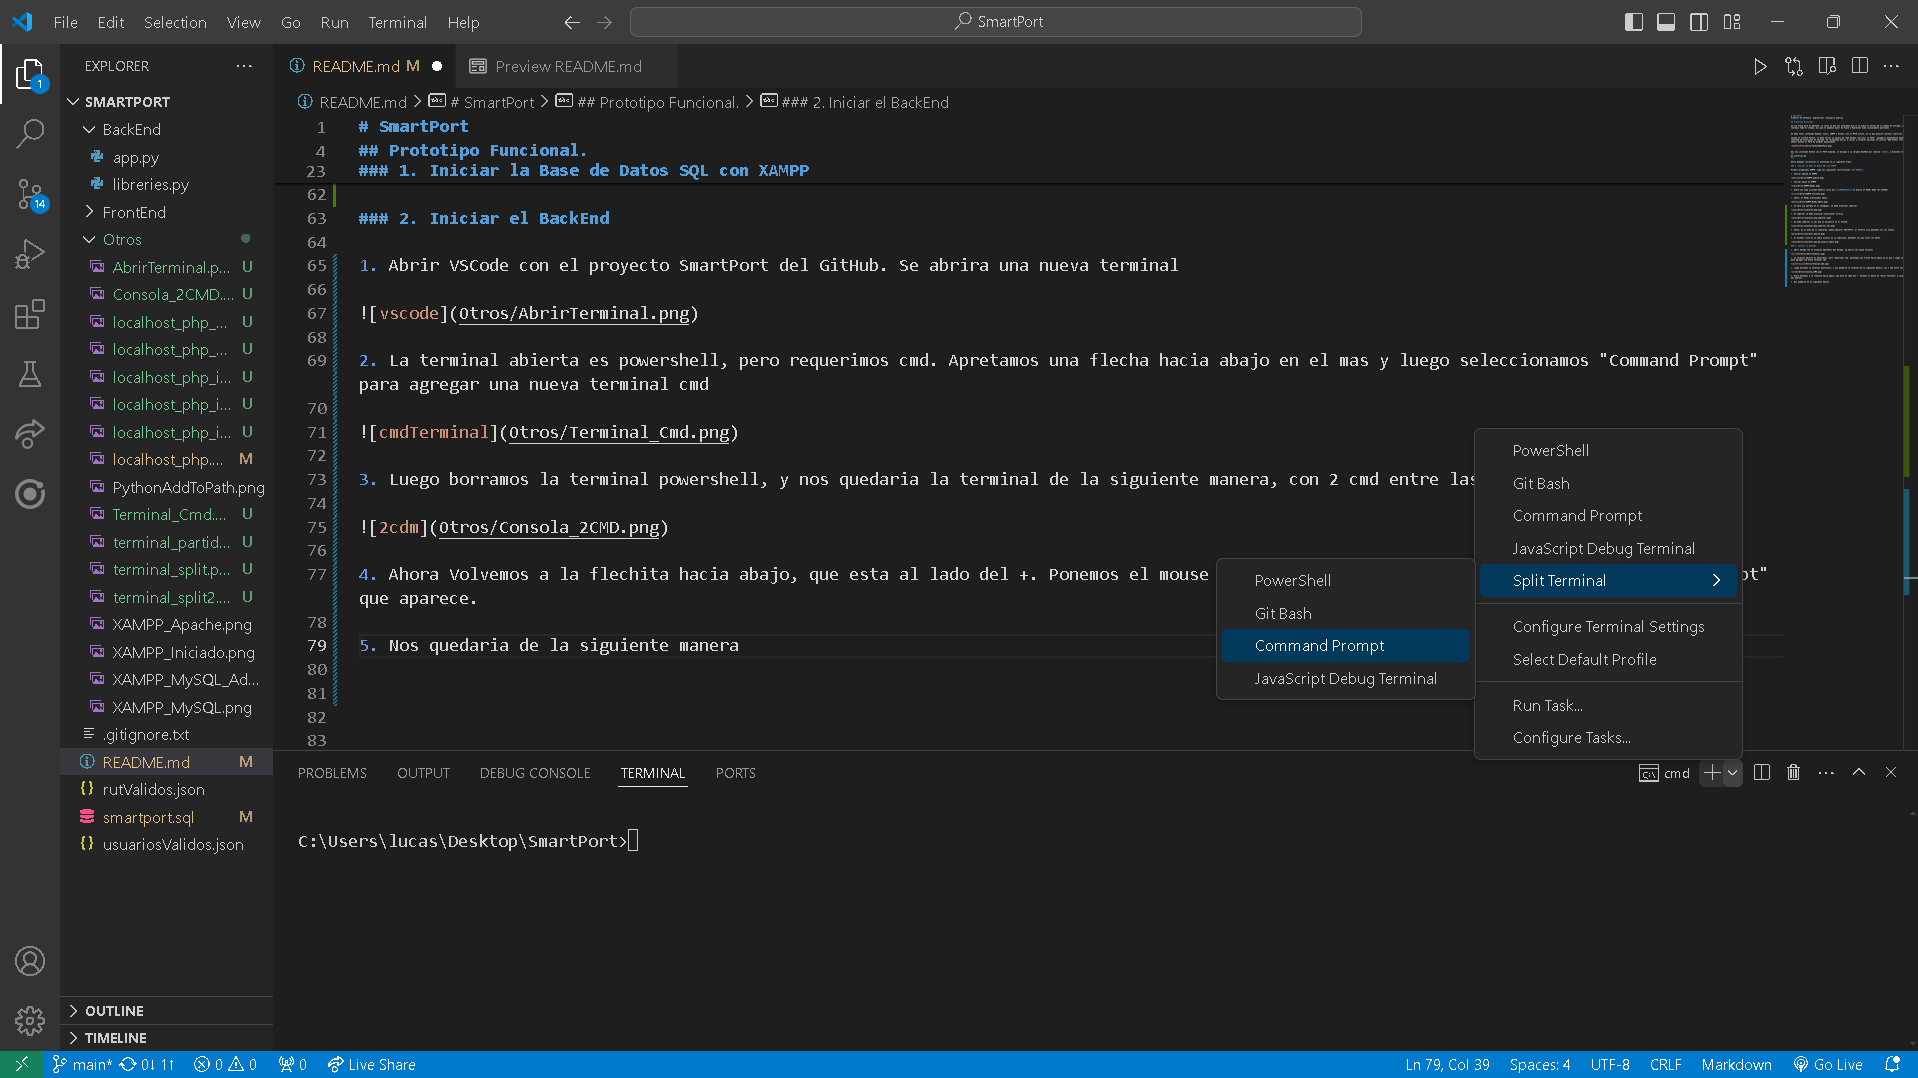 File Edit Selection View Go Run Terminal Help
SmartPort
EXPLORER
SMARTPORT
BackEnd
app.py
libreries.py
FrontEnd
Otros
AbrirTerminal.p... U
Consola_2CMD.... U
localhost_php_... U
localhost_php_... U
localhost_php_i... U
localhost_php_i... U
localhost_php_i... U
localhost_php.... M
PythonAddToPath.png
Terminal_Cmd.... U
terminal_partid... U
terminal_split.p... U
terminal_split2.... U
XAMPP_Apache.png
XAMPP_Iniciado.png
XAMPP_MySQL_Ad...
XAMPP_MySQL.png
.gitignore.txt
README.md M
rutValidos.json
smartport.sql M
usuariosValidos.json
OUTLINE
TIMELINE
1
14
README.md M
Preview README.md
README.md > # SmartPort > ## Prototipo Funcional. > ### 2. Iniciar el BackEnd
1 # SmartPort
4 ## Prototipo Funcional.
23 ### 1. Iniciar la Base de Datos SQL con XAMPP
62
63 ### 2. Iniciar el BackEnd
64
65 1. Abrir VSCode con el proyecto SmartPort del GitHub. Se abrira una nueva terminal
66
67 ![vscode](Otros/AbrirTerminal.png)
68
69 2. La terminal abierta es powershell, pero requerimos cmd. Apretamos una flecha hacia abajo en el mas y luego seleccionamos "Command Prompt"
para agregar una nueva terminal cmd
70
71 ![cmdTerminal](Otros/Terminal_Cmd.png)
72
73 3. Luego borramos la terminal powershell, y nos quedaria la terminal de la siguiente manera, con 2 cmd entre las
74
75 ![2cdm](Otros/Consola_2CMD.png)
76
77 4. Ahora Volvemos a la flechita hacia abajo, que esta al lado del +. Ponemos el mouse pt"
que aparece.
78
79 5. Nos quedaria de la siguiente manera
80
81
82
83
PowerShell
Git Bash
Command Prompt
JavaScript Debug Terminal
Split Terminal
Configure Terminal Settings
Select Default Profile
Run Task...
Configure Tasks...
PowerShell
Git Bash
Command Prompt
JavaScript Debug Terminal
PROBLEMS OUTPUT DEBUG CONSOLE TERMINAL PORTS
cmd
C:\Users\lucas\Desktop\SmartPort>
main* 0↓ 1↑ 0 0 0 Live Share
Ln 79, Col 39 Spaces: 4 UTF-8 CRLF Markdown Go Live